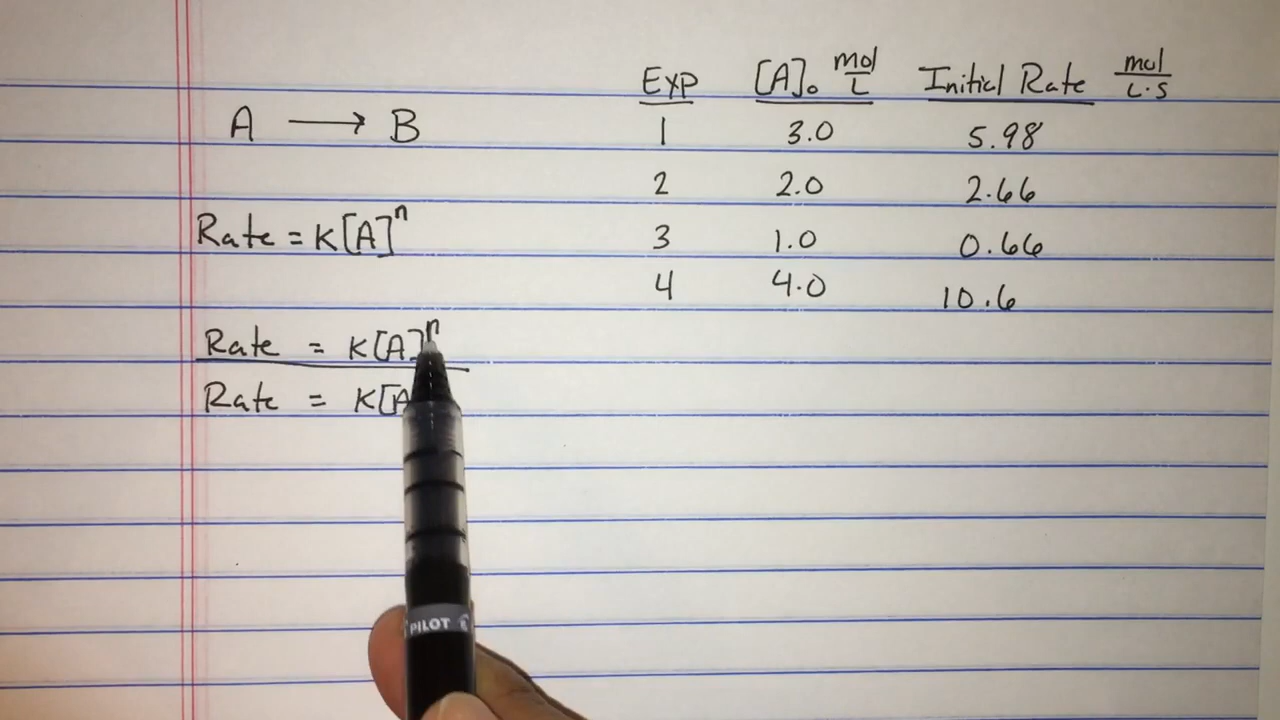 A → B
Rate = K[A]ⁿ
Rate = K[A]ⁿ
Rate = K[A
Exp [A]₀ mol/L Initial Rate mol/L·s
1 3.0 5.98
2 2.0 2.66
3 1.0 0.66
4 4.0 10.6
PILOT